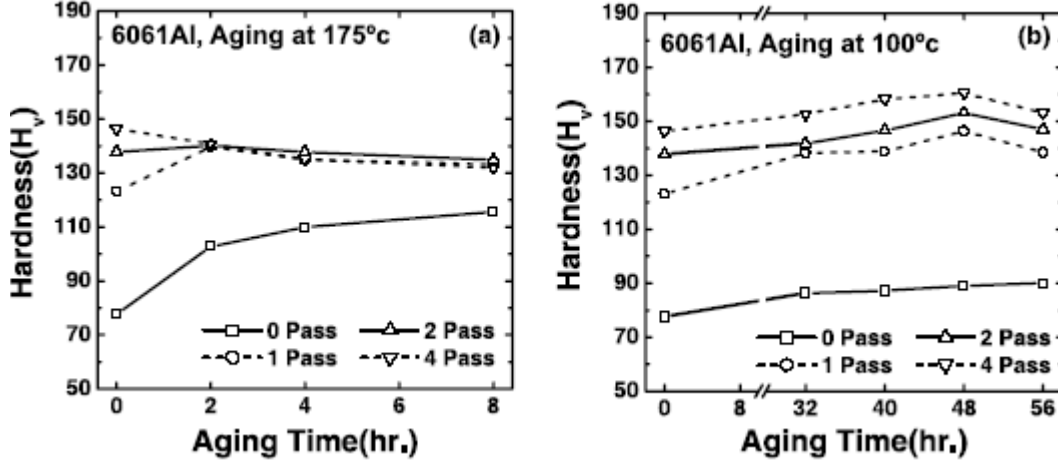 6061Al, Aging at 175ºc (a)
Hardness(Hv)
190
170
150
130
110
90
70
50
0 Pass 2 Pass
1 Pass 4 Pass
0 2 4 6 8
Aging Time(hr.)
6061Al, Aging at 100ºc (b)
Hardness(Hv)
190
170
150
130
110
90
70
50
0 Pass 2 Pass
1 Pass 4 Pass
0 8 32 40 48 56
Aging Time(hr.)